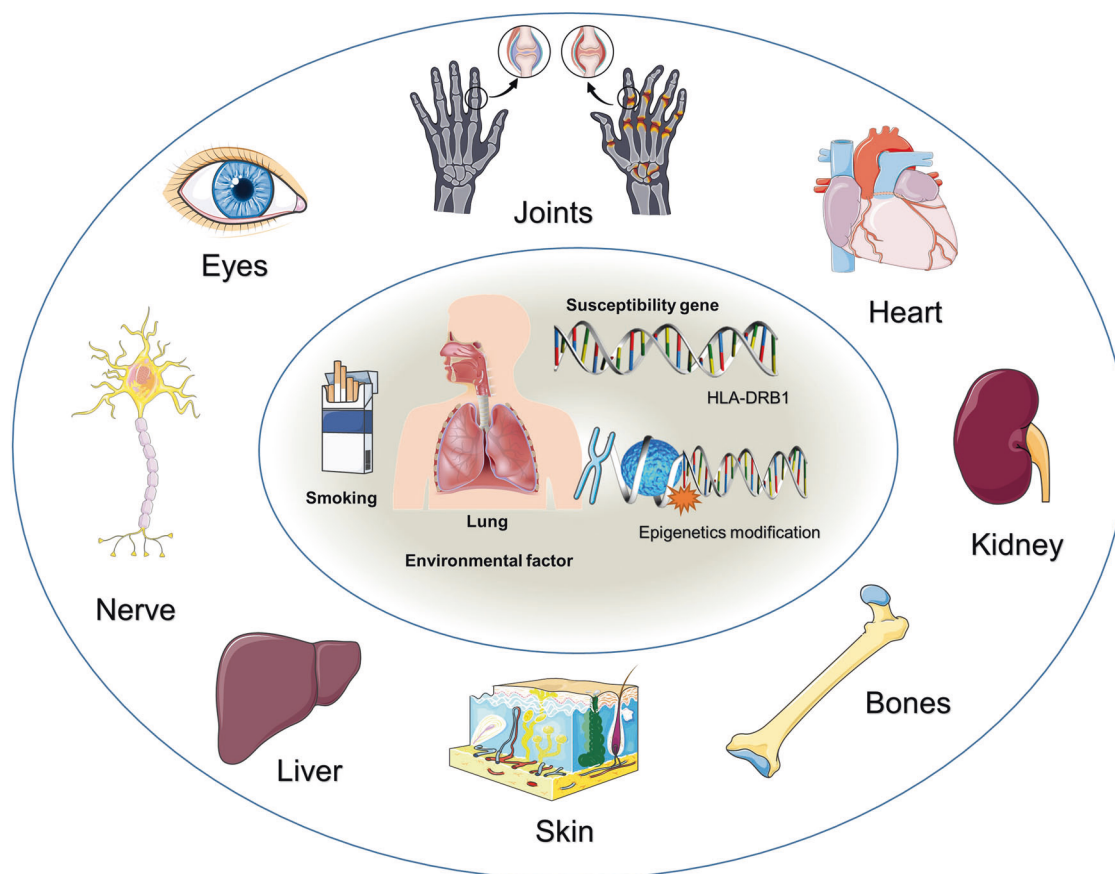 Joints
Eyes
Heart
Susceptibility gene
HLA-DRB1
Smoking
Lung
Epigenetics modification
Environmental factor
Kidney
Nerve
Bones
Liver
Skin